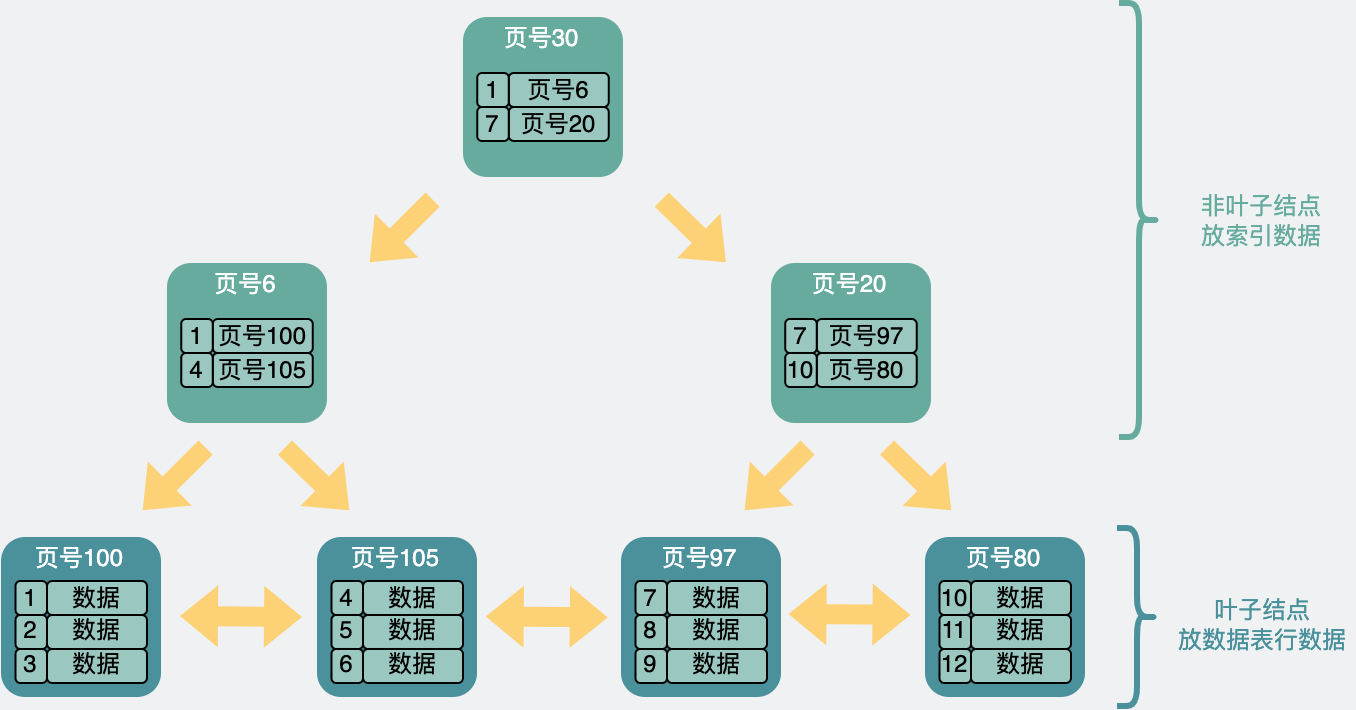 页号30
1 页号6
7 页号20
非叶子结点
放索引数据
页号6
1 页号100
4 页号105
页号20
7 页号97
10 页号80
页号100
1 数据
2 数据
3 数据
页号105
4 数据
5 数据
6 数据
页号97
7 数据
8 数据
9 数据
页号80
10 数据
11 数据
12 数据
叶子结点
放数据表行数据